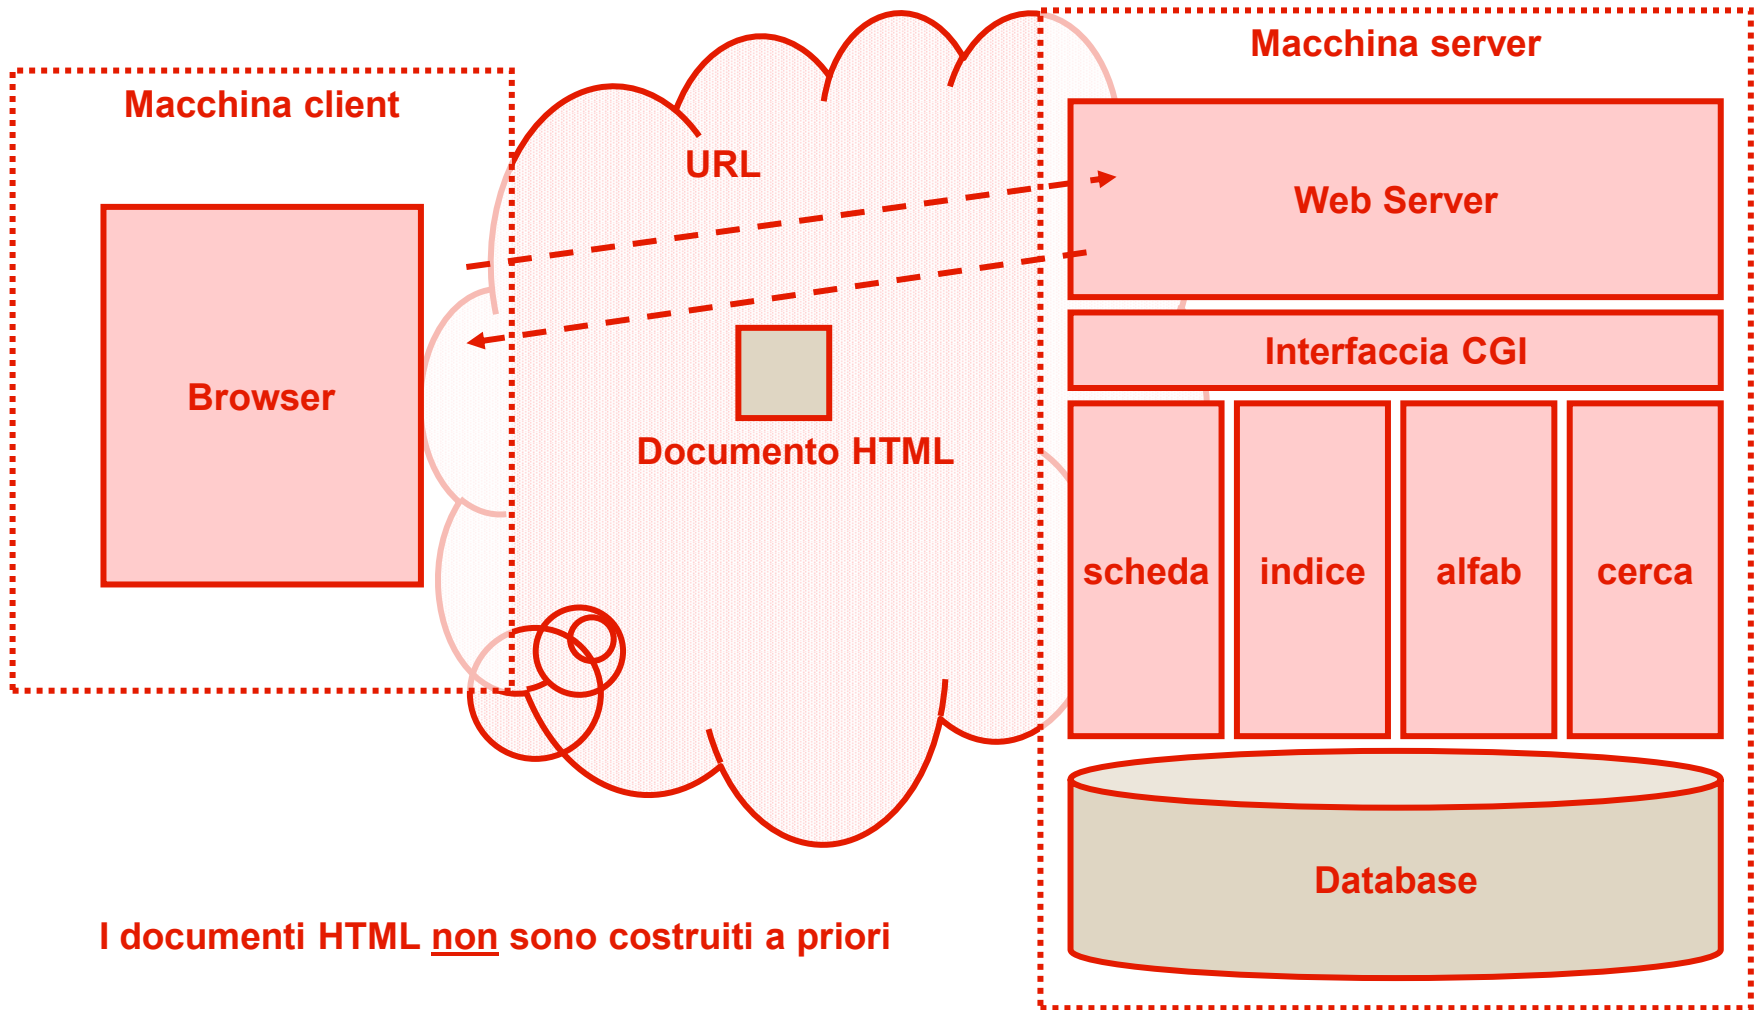 Macchina server
Macchina client
URL
Web Server
Interfaccia CGI
Browser
Documento HTML
scheda
indice
alfab
cerca
Database
I documenti HTML non sono costruiti a priori